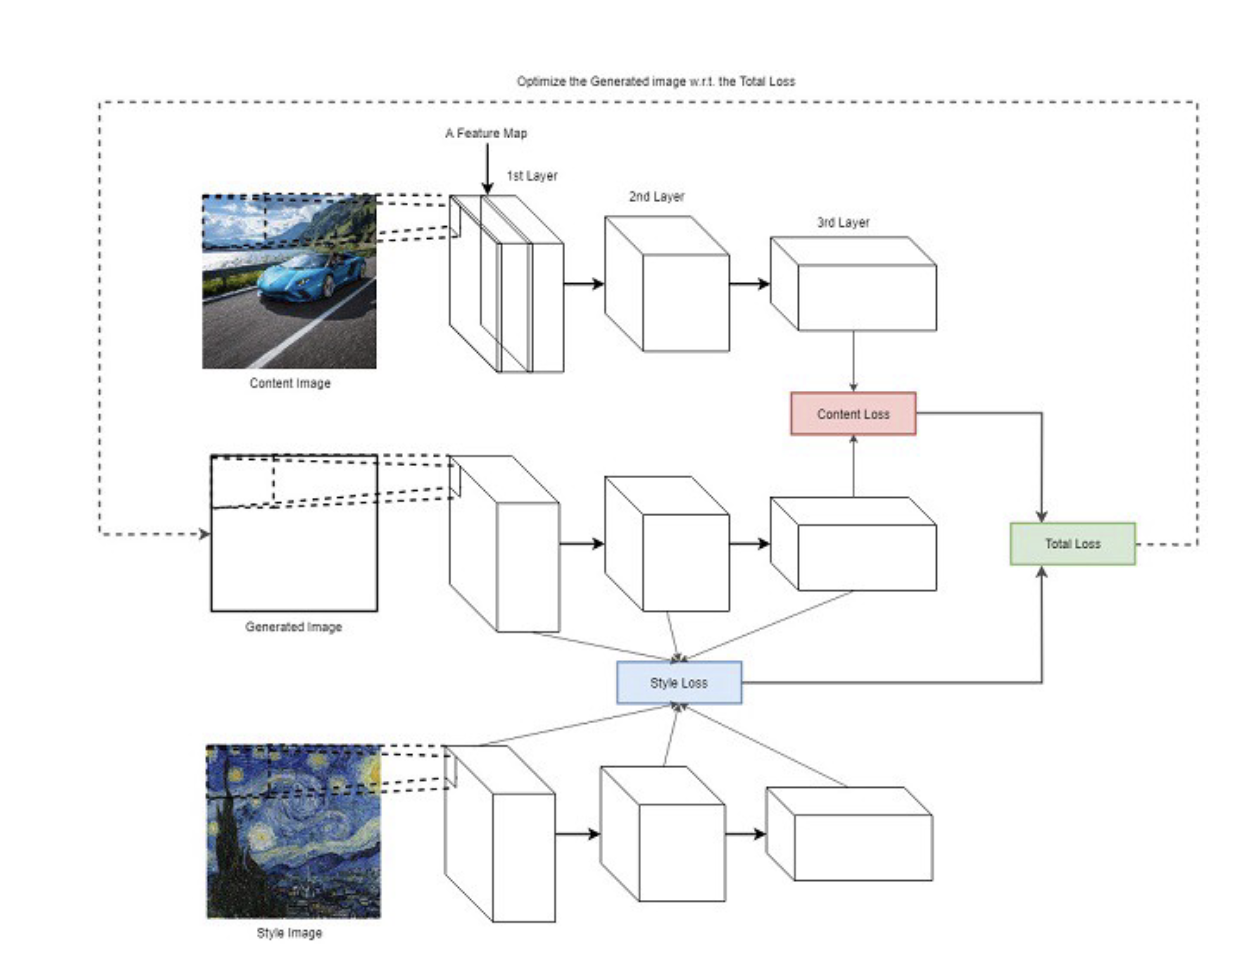 Optimize the Generated image w.r.t. the Total Loss
A Feature Map
1st Layer
2nd Layer
3rd Layer
Content Image
Content Loss
Total Loss
Generated Image
Style Loss
Style Image